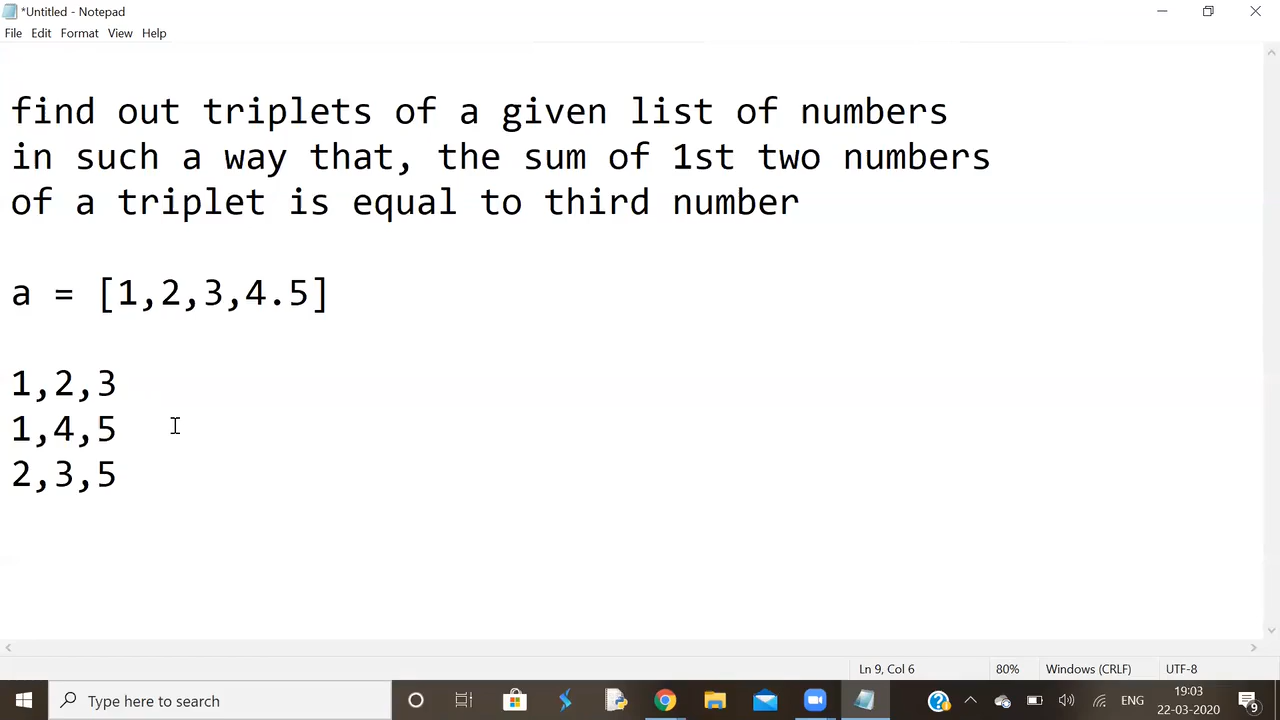 *Untitled - Notepad
File Edit Format View Help
find out triplets of a given list of numbers
in such a way that, the sum of 1st two numbers
of a triplet is equal to third number
a = [1,2,3,4.5]
1,2,3
1,4,5
2,3,5
Ln 9, Col 6 80% Windows (CRLF) UTF-8
Type here to search
ENG
19:03
22-03-2020
9